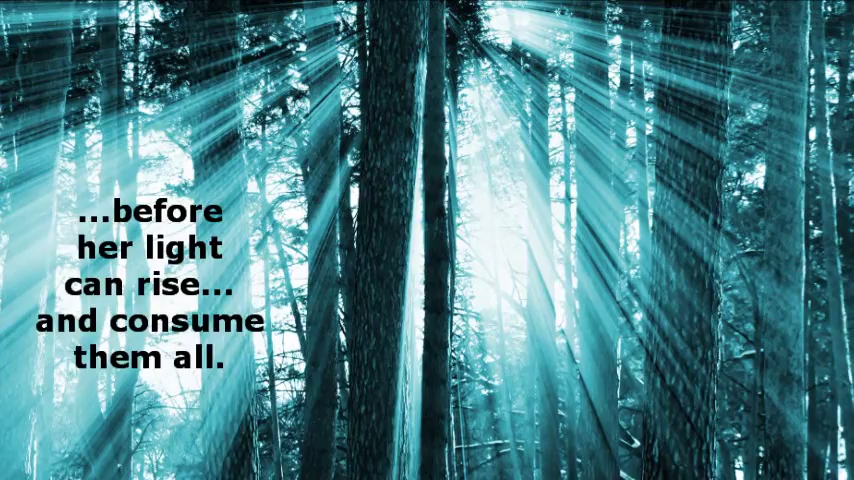 ...before
her light
can rise...
and consume
them all.